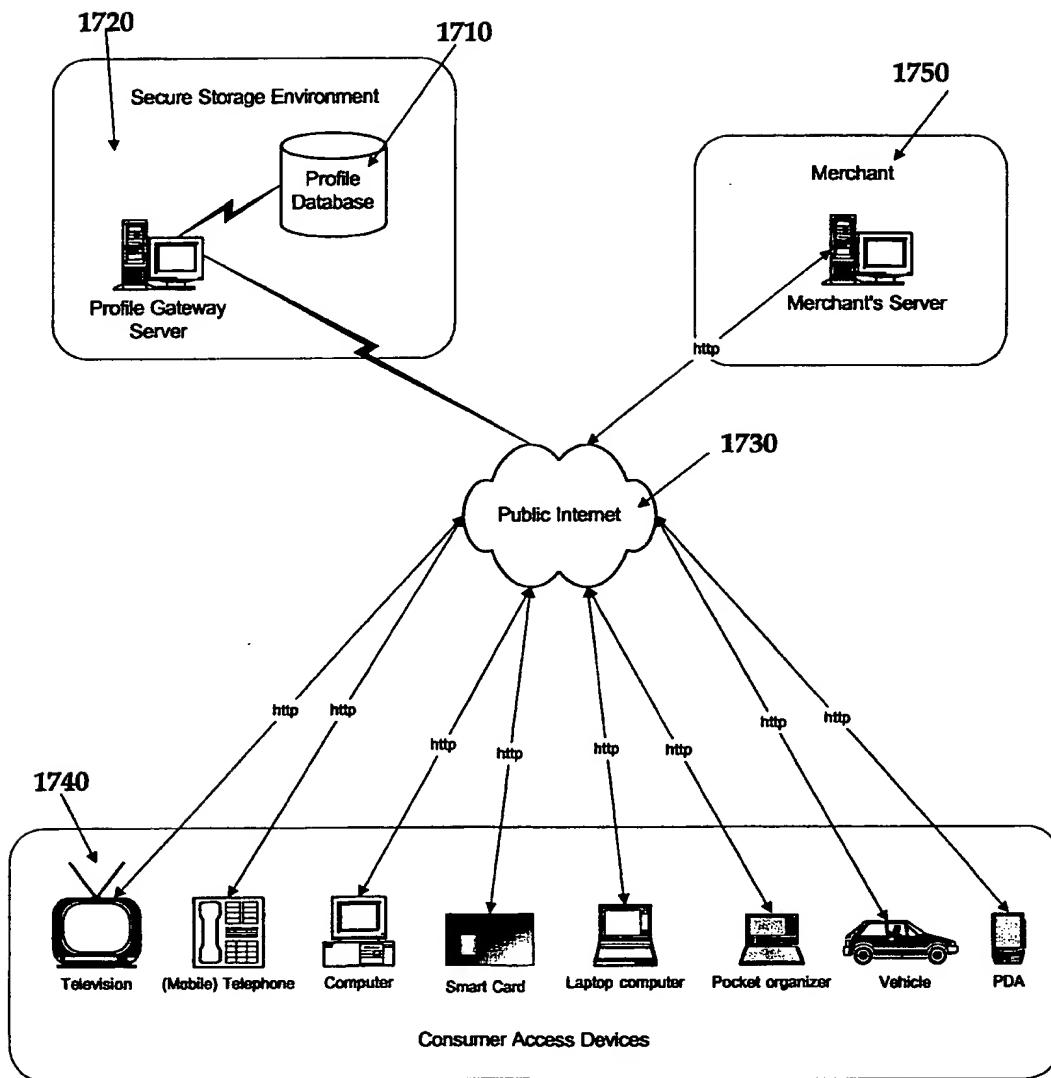 1720
1710
Secure Storage Environment
Profile
Database
Profile Gateway
Server
1750
Merchant
Merchant's Server
http
1730
Public Internet
http
http
http
http
http
http
http
http
1740
Television
(Mobile) Telephone
Computer
Smart Card
Laptop computer
Pocket organizer
Vehicle
PDA
Consumer Access Devices